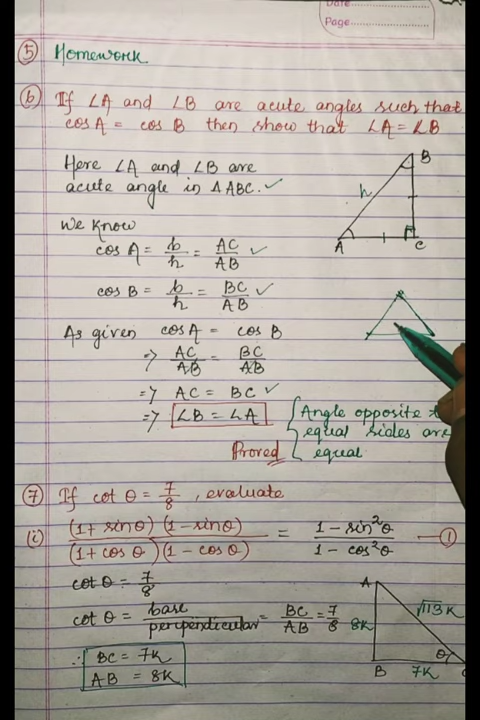 Date
Page
⑤ Homework
⑥ If ∠A and ∠B are acute angles such that
cos A = cos B then show that ∠A = ∠B
Here ∠A and ∠B are
acute angle in △ABC. ✓
We know
cos A = b/h = AC/AB ✓
cos B = b/h = BC/AB ✓
As given cos A = cos B
=> AC/AB = BC/AB
=> AC = BC ✓
=> ∠B = ∠A
{Angle opposite
equal sides are
equal
Proved
B
h
A
C
⑦ If cot θ = 7/8, evaluate
(i) (1+ sin θ) (1-sin θ) / (1+ cos θ) (1- cos θ) = 1 - sin²θ / 1 - cos²θ —①
cot θ = 7/8
cot θ = base/perpendicular = BC/AB = 7/8
∴ BC = 7K
AB = 8K
A
8K
√113 K
θ
B
7K
C